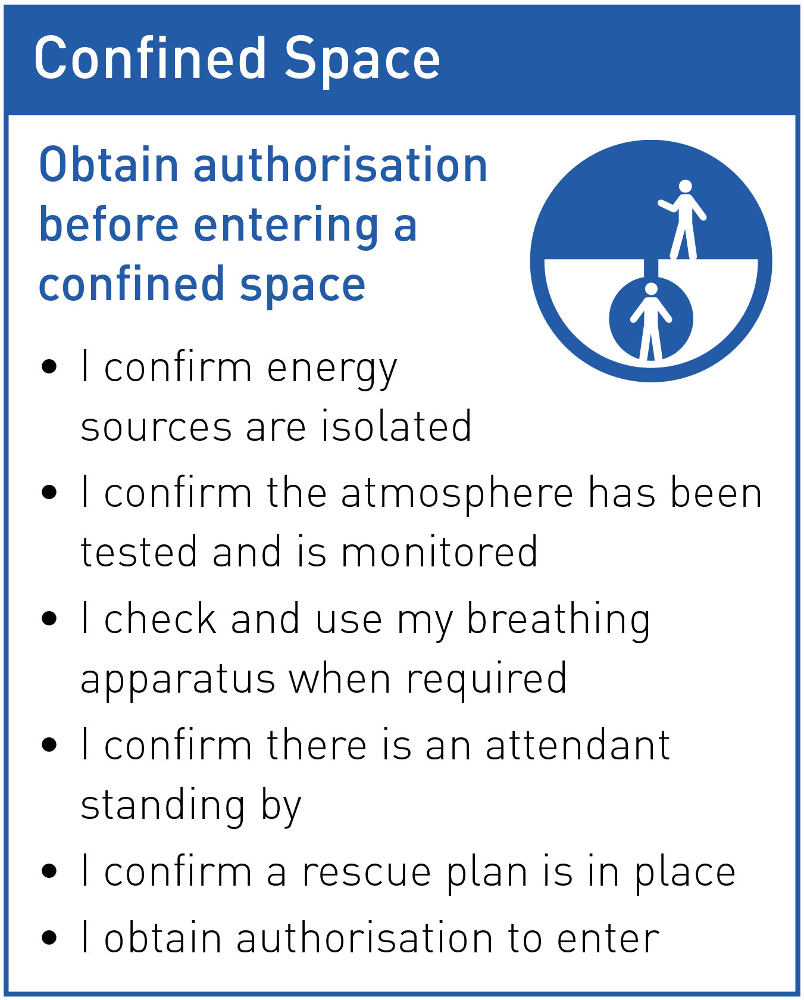 Confined Space
Obtain authorisation
before entering a
confined space
• I confirm energy
sources are isolated
• I confirm the atmosphere has been
tested and is monitored
• I check and use my breathing
apparatus when required
• I confirm there is an attendant
standing by
• I confirm a rescue plan is in place
• I obtain authorisation to enter